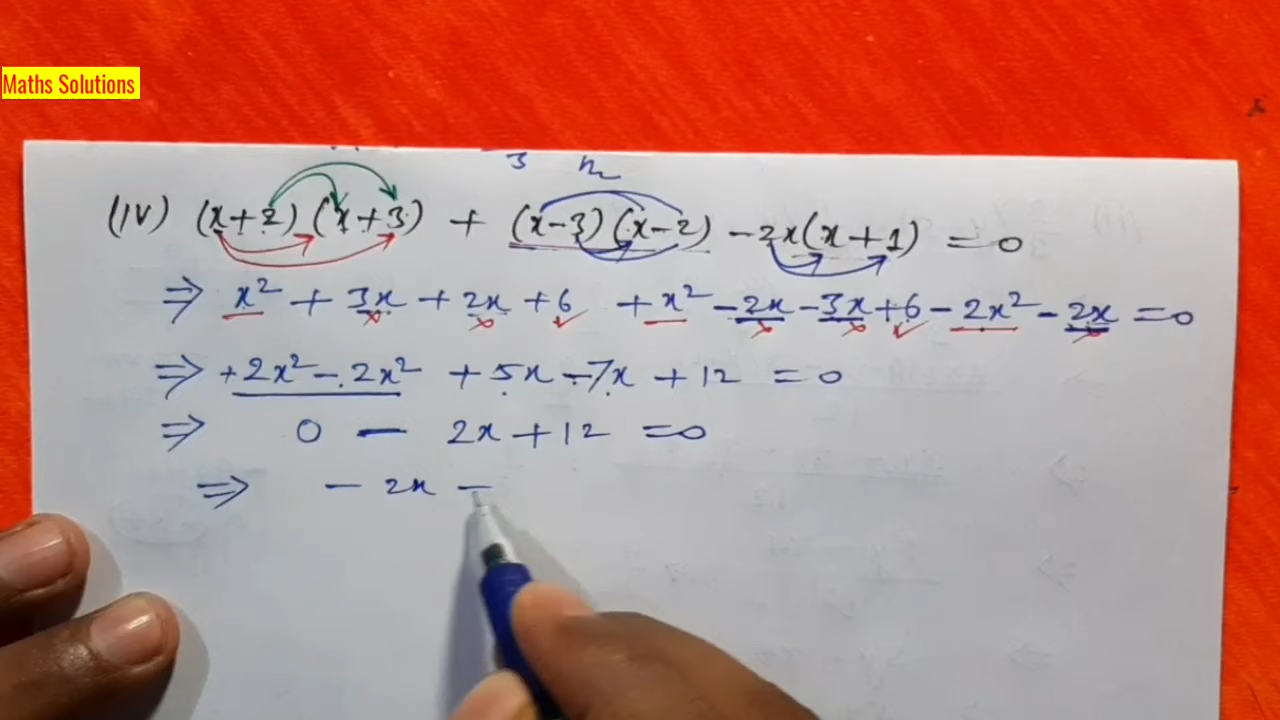 Maths Solutions
(IV) (x+2)(x+3) + (x-3)(x-2) -2x(x+1) = 0
⇒ x² + 3x + 2x + 6 + x² - 2x - 3x + 6 - 2x² - 2x = 0
⇒ +2x² - 2x² + 5x - 7x + 12 = 0
⇒ 0 - 2x + 12 = 0
⇒ - 2x -